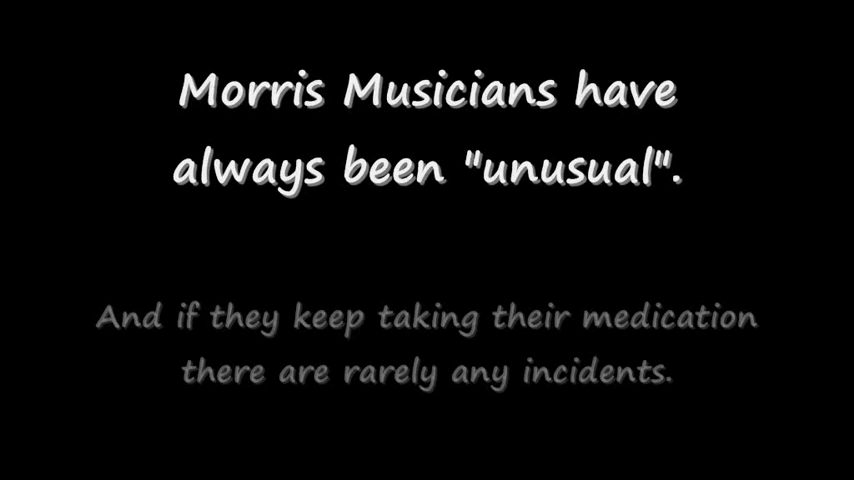 Morris Musicians have
always been "unusual".
And if they keep taking their medication
there are rarely any incidents.